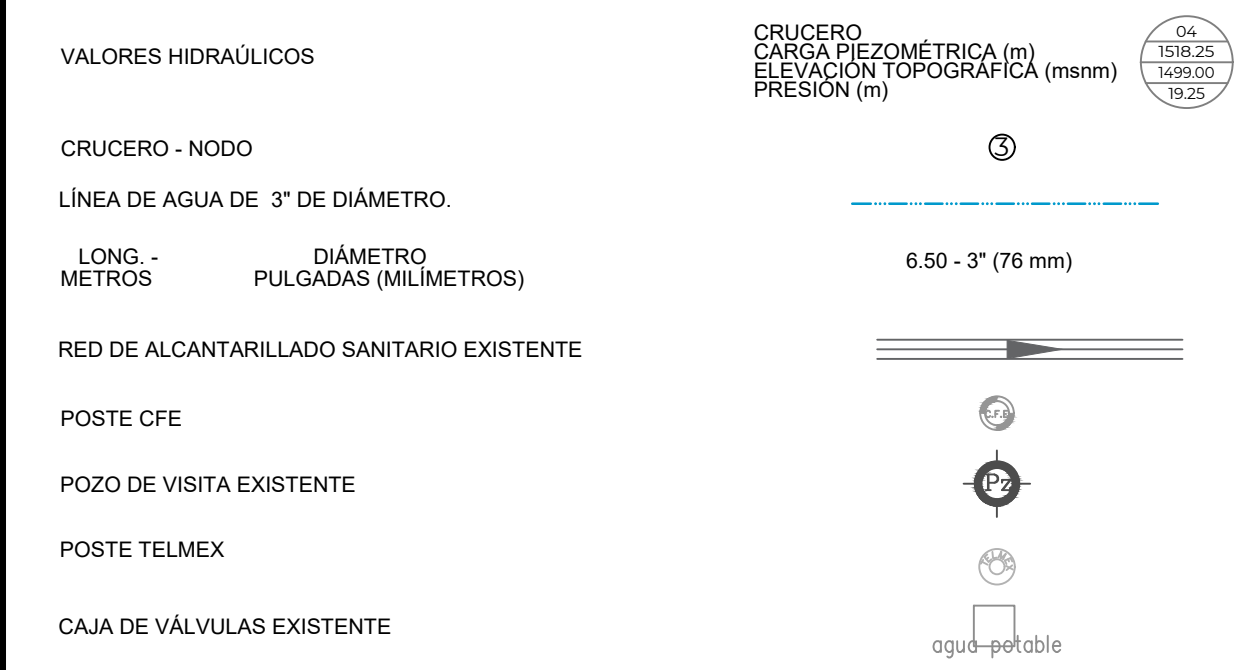 VALORES HIDRAÚLICOS
CRUCERO
CARGA PIEZOMÉTRICA (m)
ELEVACIÓN TOPOGRÁFICA (msnm)
PRESIÓN (m)
04
1518.25
1499.00
19.25
CRUCERO - NODO
3
LÍNEA DE AGUA DE 3" DE DIÁMETRO.
LONG. - DIÁMETRO
METROS PULGADAS (MILÍMETROS)
6.50 - 3" (76 mm)
RED DE ALCANTARILLADO SANITARIO EXISTENTE
POSTE CFE
C.F.E
POZO DE VISITA EXISTENTE
Pz
POSTE TELMEX
TELMEX
CAJA DE VÁLVULAS EXISTENTE
agua potable